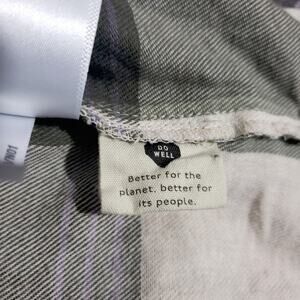 DO
WELL
Better for the
planet, better for
its people.